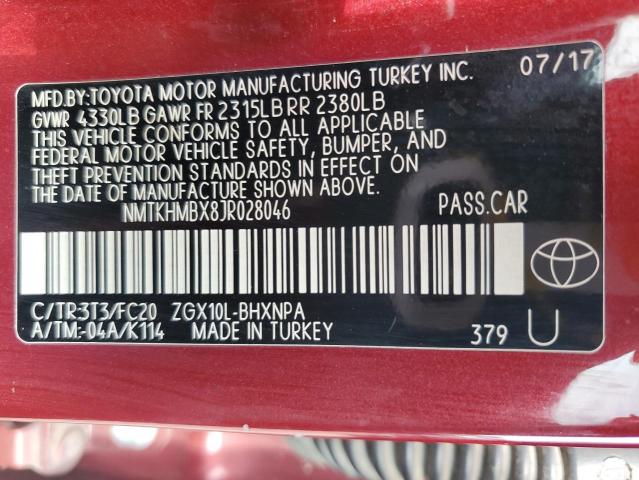 MFD.BY:TOYOTA MOTOR MANUFACTURING TURKEY INC. 07/17
GVWR 4330LB GAWR FR 2315LB RR 2380LB
THIS VEHICLE CONFORMS TO ALL APPLICABLE
FEDERAL MOTOR VEHICLE SAFETY, BUMPER, AND
THEFT PREVENTION STANDARDS IN EFFECT ON
THE DATE OF MANUFACTURE SHOWN ABOVE.
NMTKHMBX8JR028046 PASS.CAR
C/TR:3T3/FC20 ZGX10L-BHXNPA
A/TM:-04A/K114 MADE IN TURKEY 379 U